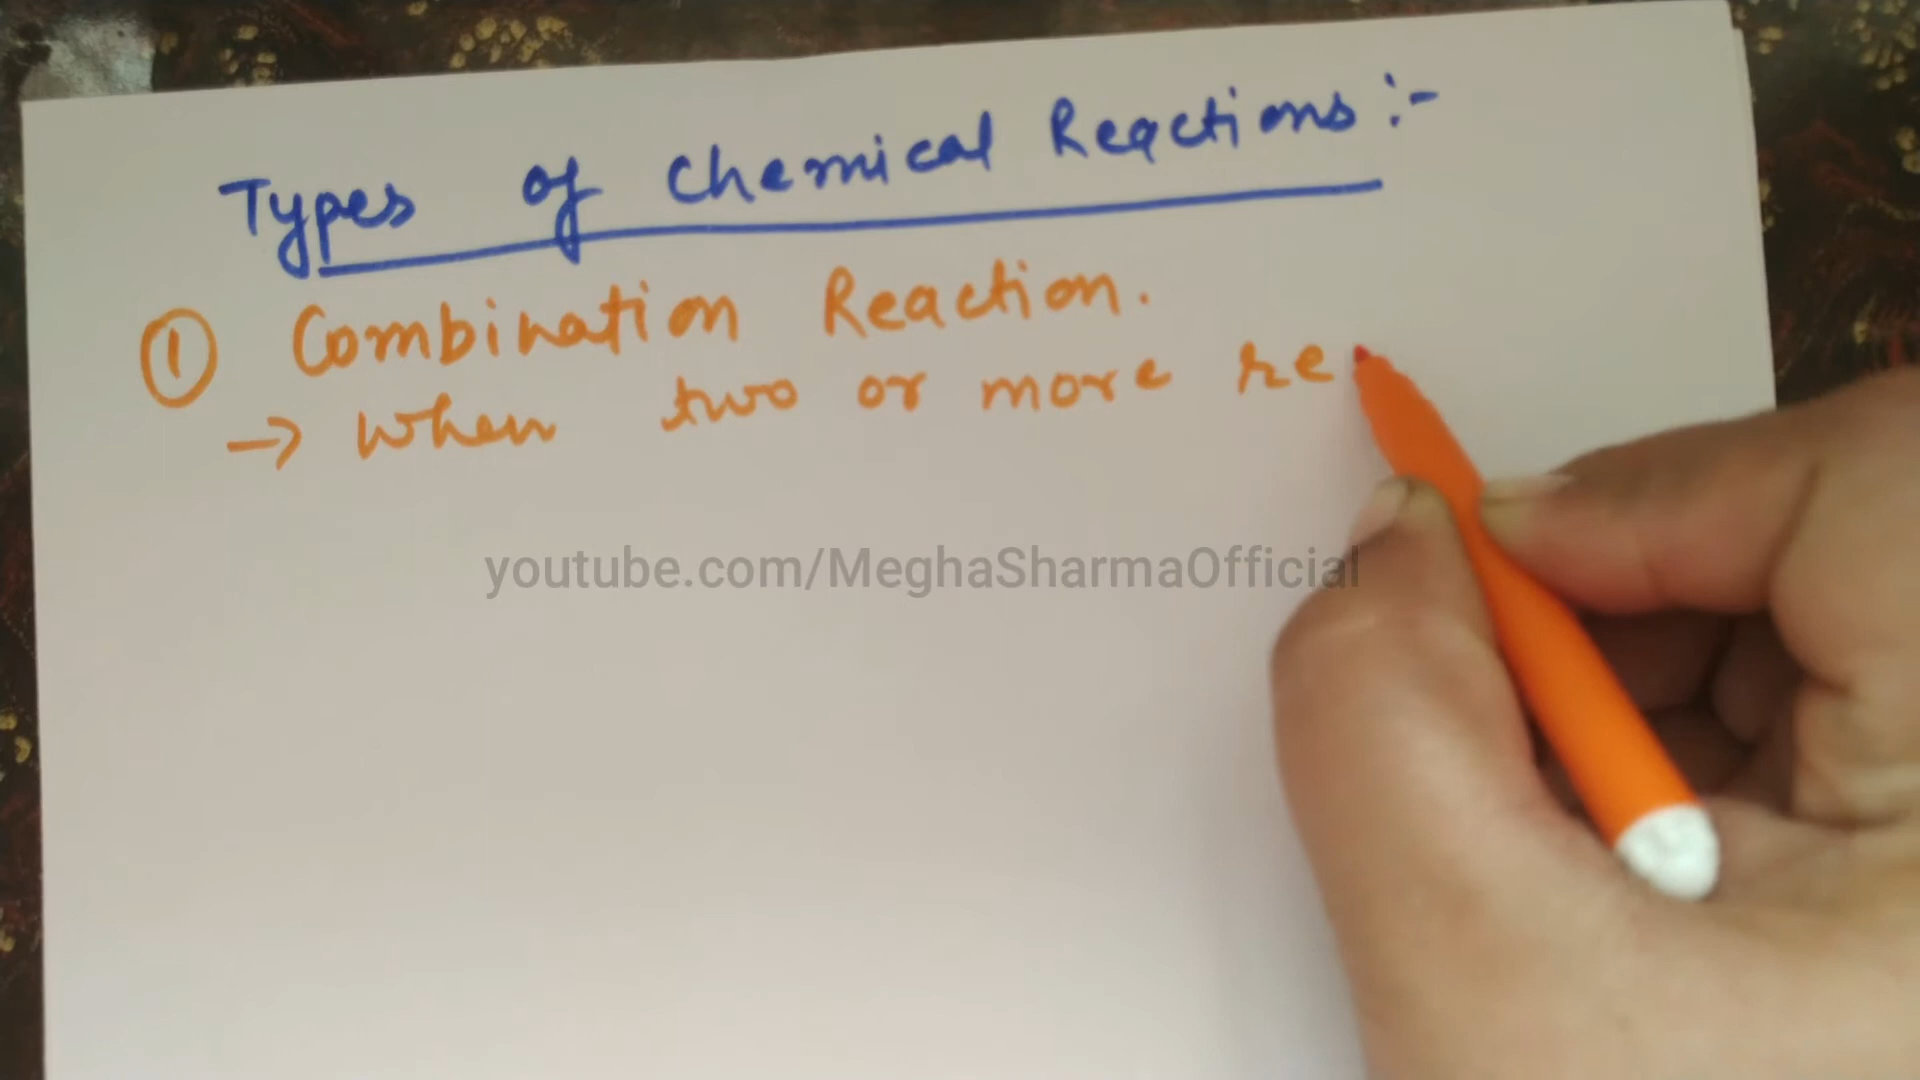 Types of Chemical Reactions:-
① Combination Reaction.
→ When two or more re
youtube.com/MeghaSharmaOfficial